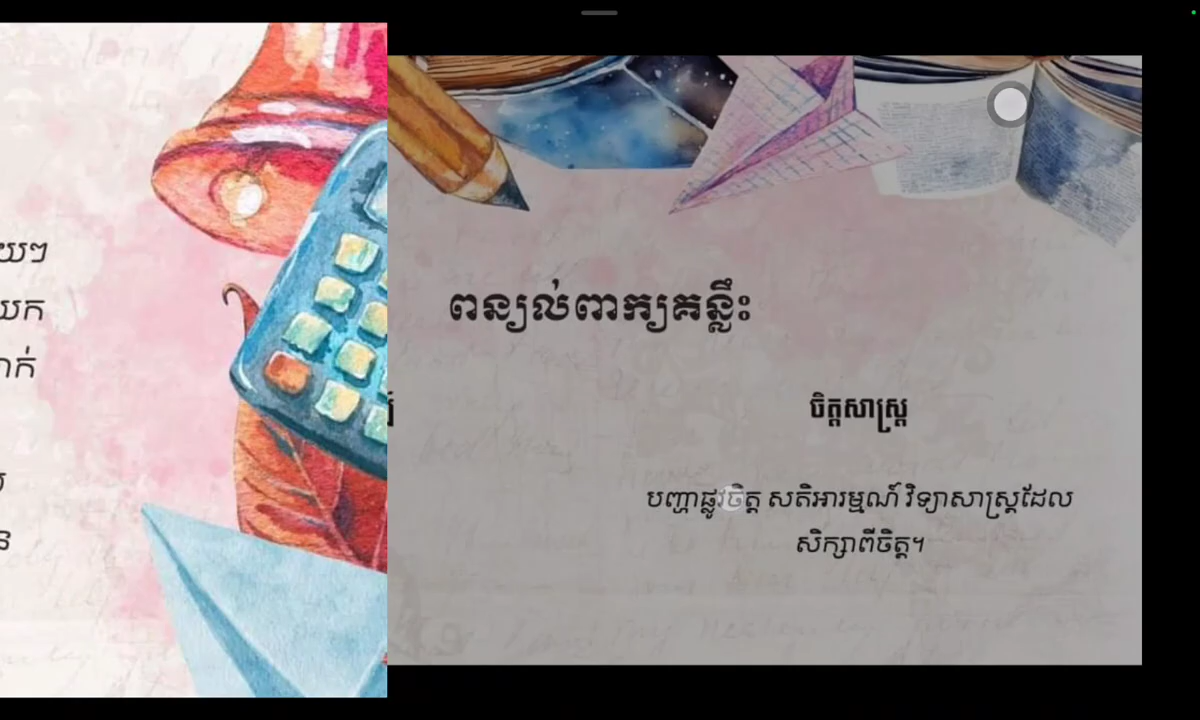 ពន្យល់ពាក្យគន្លឹះ
ចិត្តសាស្ត្រ
បញ្ហាផ្លូវចិត្ត សតិអារម្មណ៍ វិទ្យាសាស្ត្រដែល
សិក្សាពីចិត្ត។